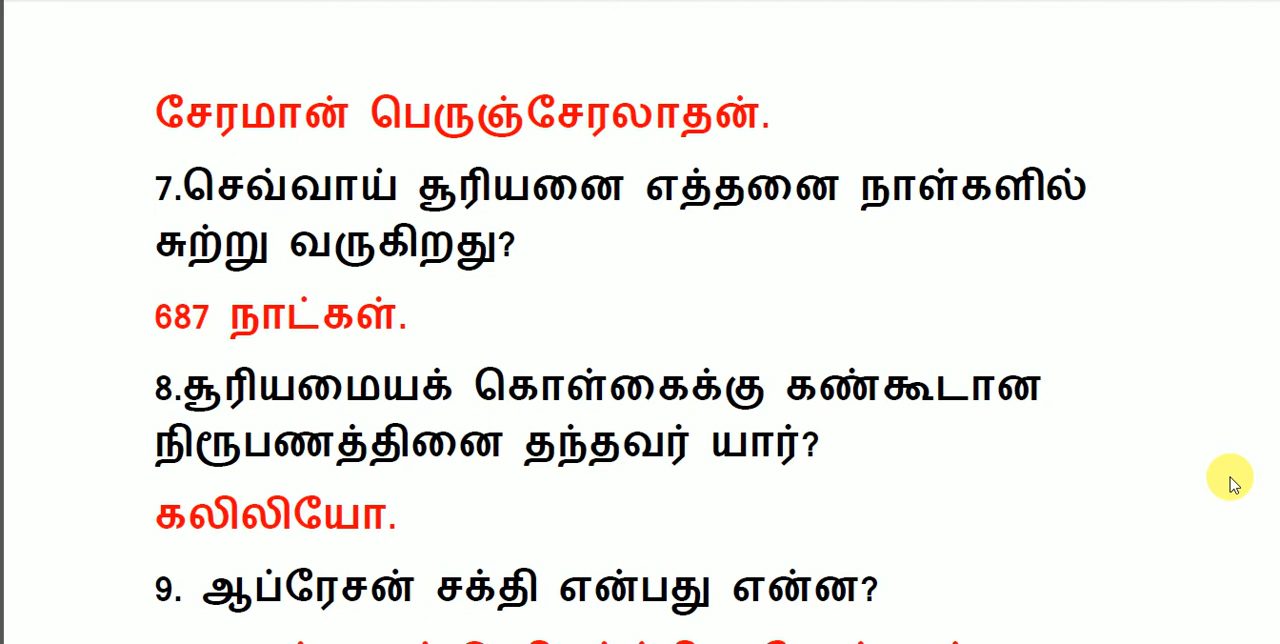 சேரமான் பெருஞ்சேரலாதன்.
7.செவ்வாய் சூரியனை எத்தனை நாள்களில்
சுற்று வருகிறது?
687 நாட்கள்.
8.சூரியமையக் கொள்கைக்கு கண்கூடான
நிரூபணத்தினை தந்தவர் யார்?
கலிலியோ.
9. ஆப்ரேசன் சக்தி என்பது என்ன?